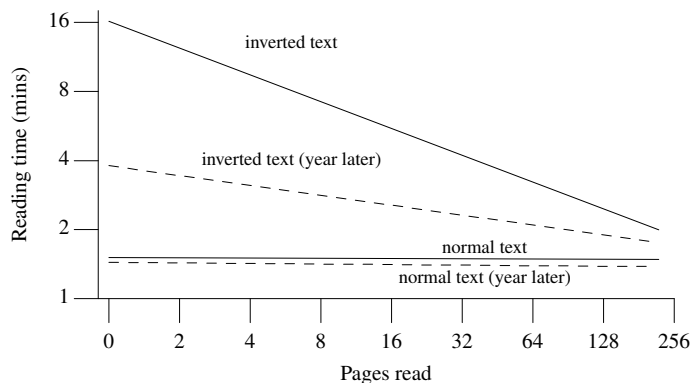 16
inverted text
8
Reading time (mins)
4
inverted text (year later)
2
normal text
normal text (year later)
1
0 2 4 8 16 32 64 128 256
Pages read